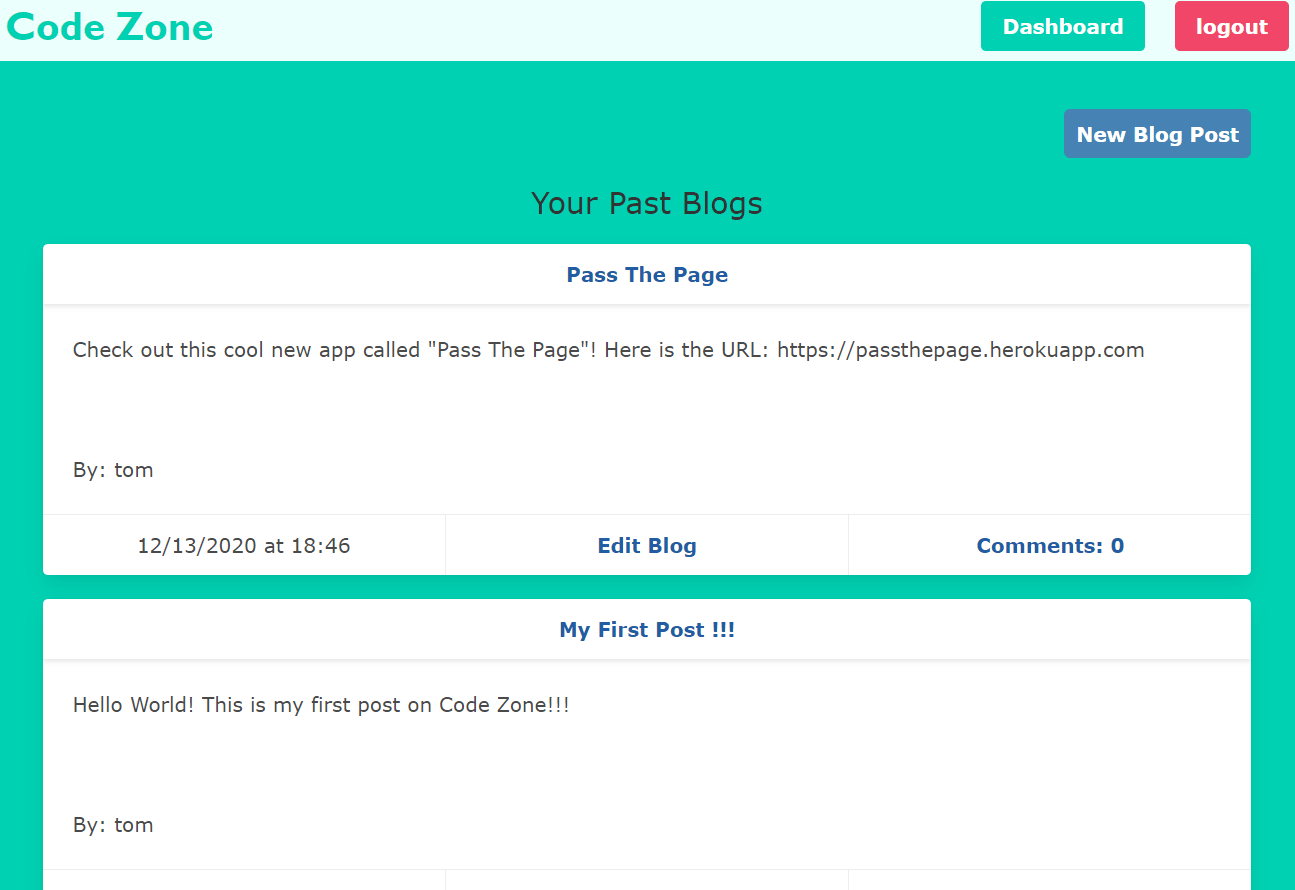 Code Zone
Dashboard
logout
New Blog Post
Your Past Blogs
Pass The Page
Check out this cool new app called "Pass The Page"! Here is the URL: https://passthepage.herokuapp.com
By: tom
12/13/2020 at 18:46
Edit Blog
Comments: 0
My First Post !!!
Hello World! This is my first post on Code Zone!!!
By: tom